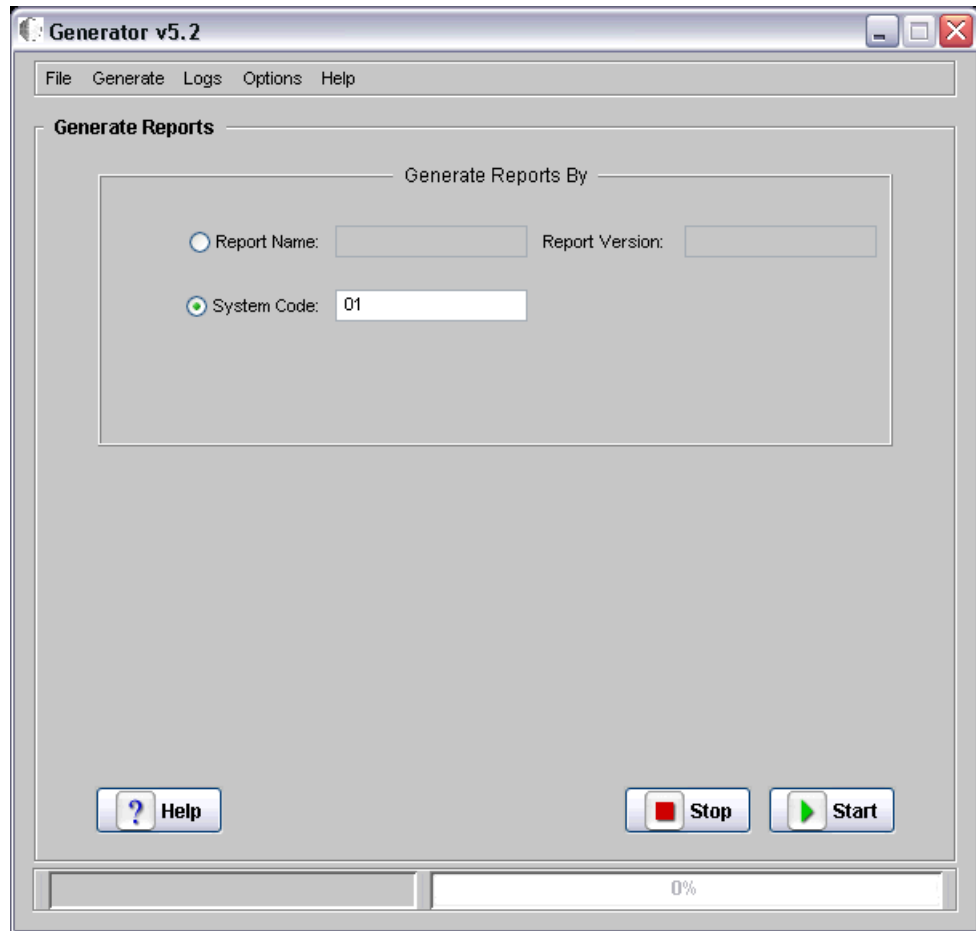 Generator v5.2
File Generate Logs Options Help
Generate Reports
Generate Reports By
Report Name: Report Version:
System Code: 01
? Help Stop Start
0%